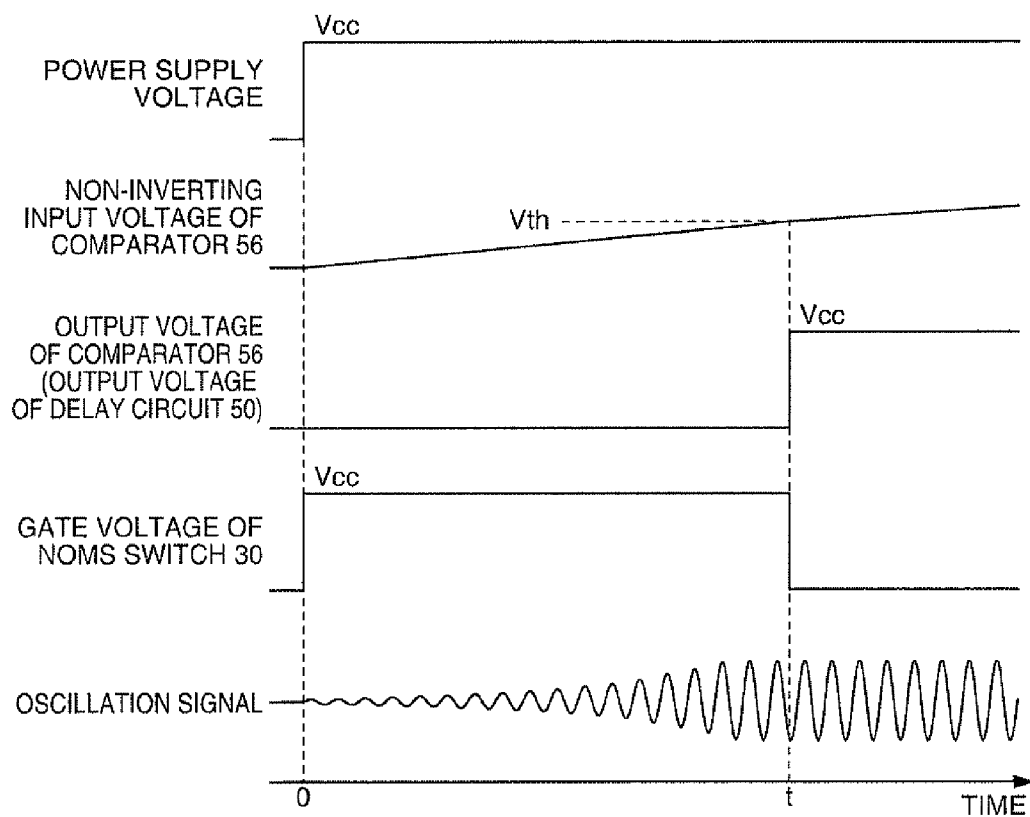 Vcc
POWER SUPPLY
VOLTAGE
NON-INVERTING
INPUT VOLTAGE OF
COMPARATOR 56
Vth
OUTPUT VOLTAGE
OF COMPARATOR 56
(OUTPUT VOLTAGE
OF DELAY CIRCUIT 50)
Vcc
Vcc
GATE VOLTAGE OF
NOMS SWITCH 30
OSCILLATION SIGNAL
0
t
TIME